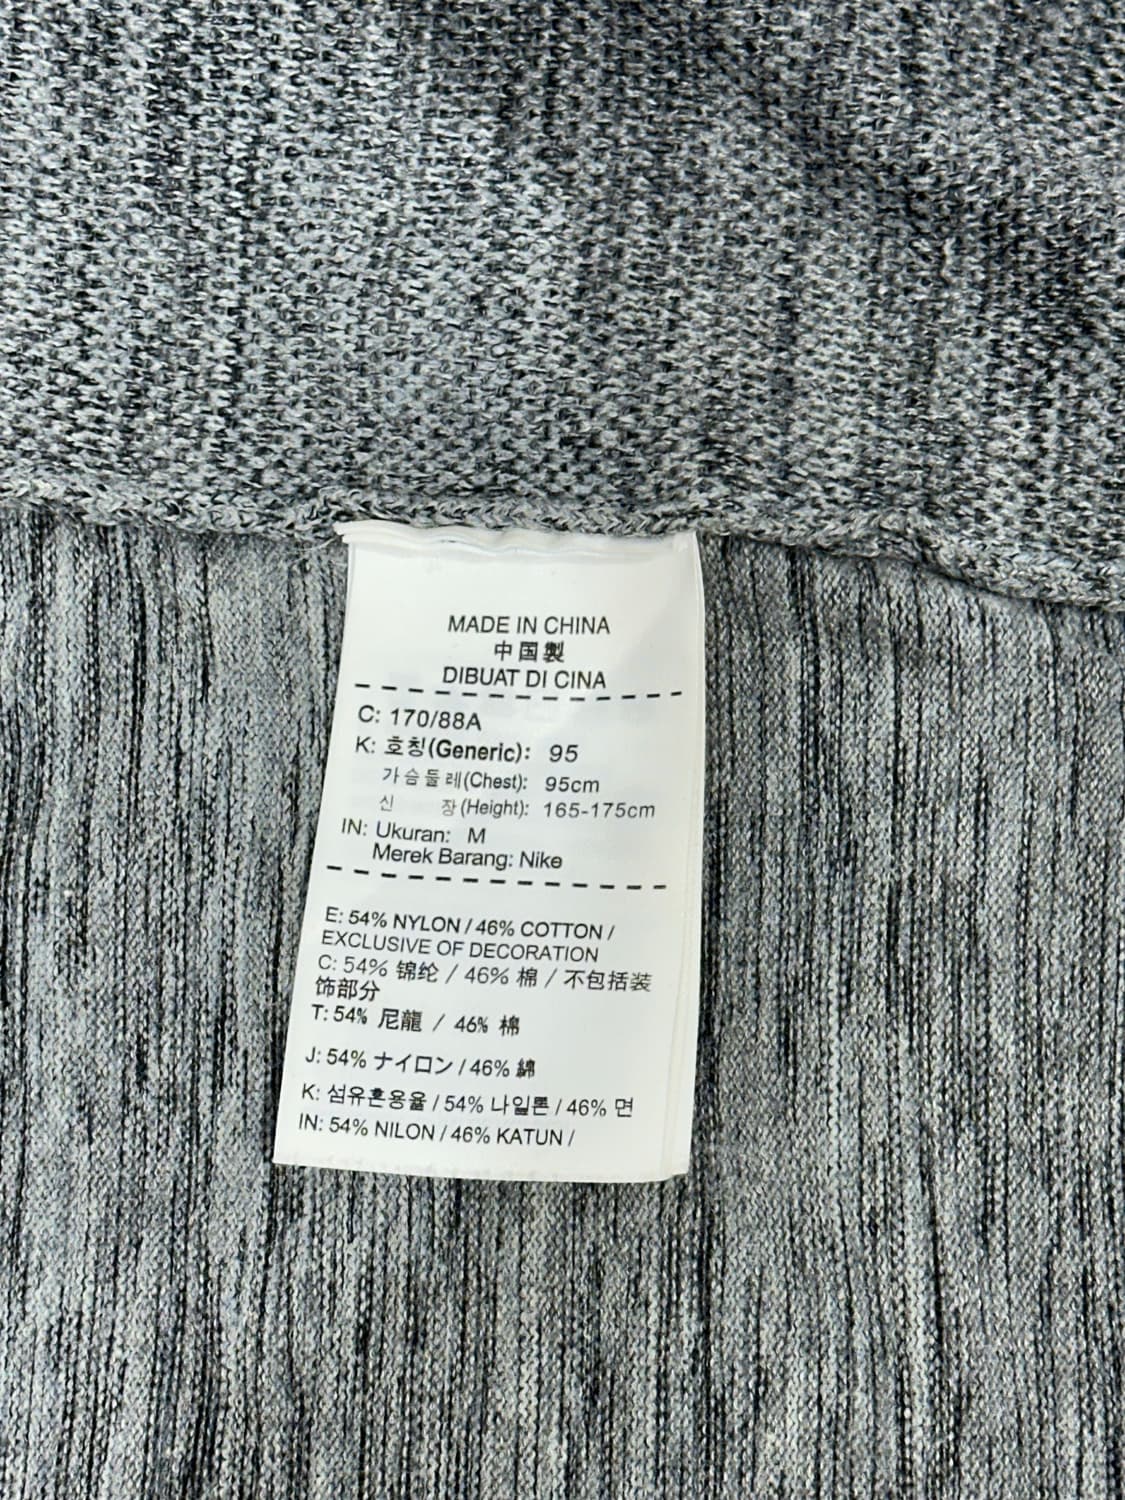 MADE IN CHINA
中国製
DIBUAT DI CINA
C: 170/88A
K: 호칭(Generic): 95
가슴둘레(Chest): 95cm
신 장(Height): 165-175cm
IN: Ukuran: M
Merek Barang: Nike
E: 54% NYLON / 46% COTTON /
EXCLUSIVE OF DECORATION
C: 54% 锦纶 / 46% 棉 / 不包括装
饰部分
T: 54% 尼龍 / 46% 棉
J: 54% ナイロン / 46% 綿
K: 섬유혼용율 / 54% 나일론 / 46% 면
IN: 54% NILON / 46% KATUN /